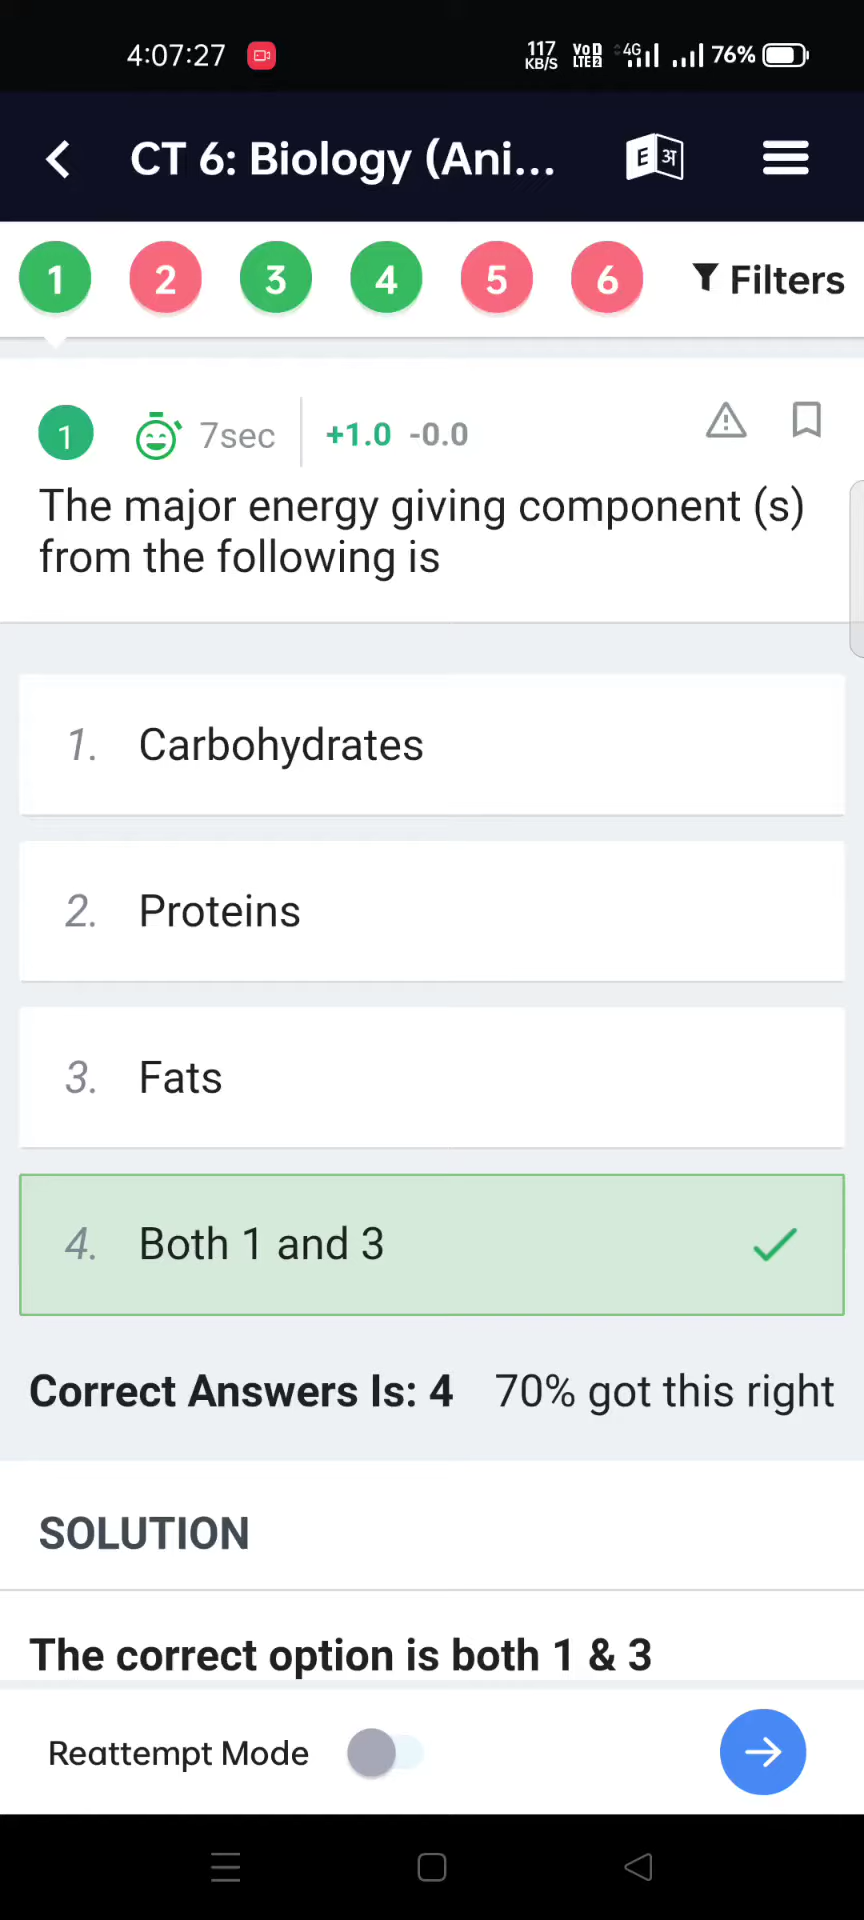 4:07:27 117 KB/S VoD LTE2 4G 76%
CT 6: Biology (Ani... E अ
1 2 3 4 5 6 Filters
1 7sec +1.0 -0.0
The major energy giving component (s)
from the following is
1. Carbohydrates
2. Proteins
3. Fats
4. Both 1 and 3
Correct Answers Is: 4 70% got this right
SOLUTION
The correct option is both 1 & 3
Reattempt Mode